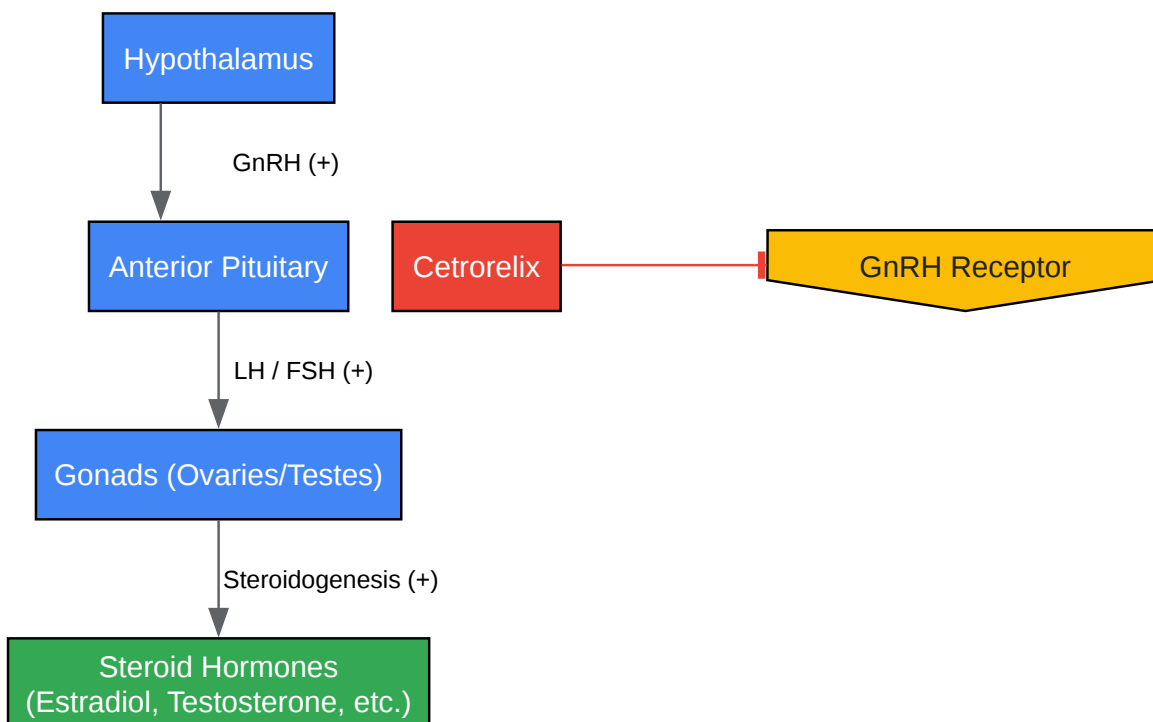 Hypothalamus
GnRH (+)
Anterior Pituitary
Cetrorelix
GnRH Receptor
LH / FSH (+)
Gonads (Ovaries/Testes)
Steroidogenesis (+)
Steroid Hormones
(Estradiol, Testosterone, etc.)